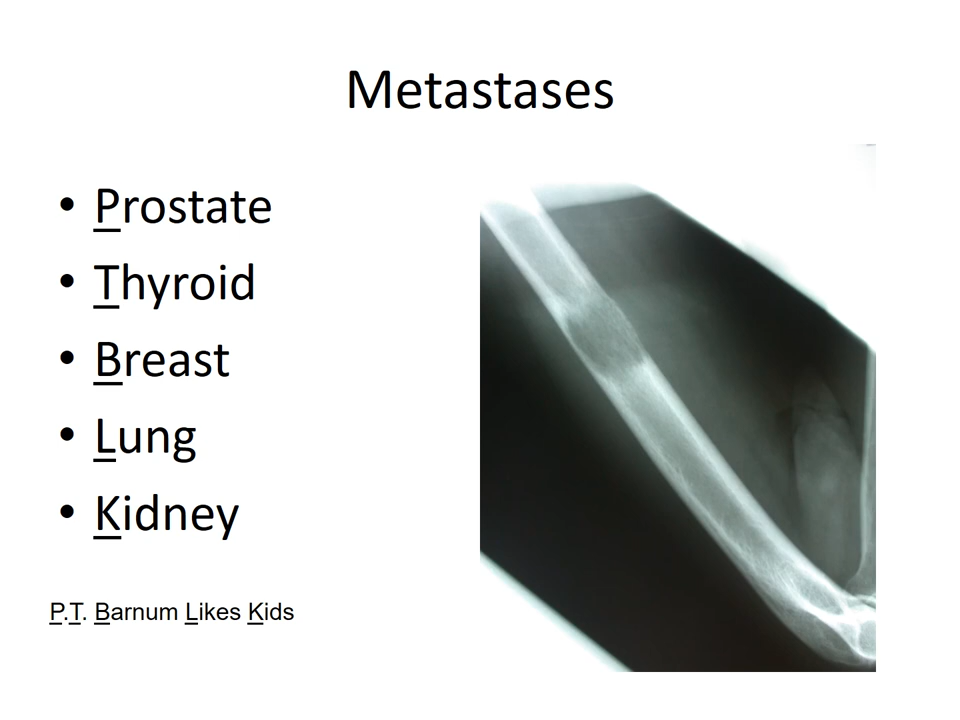 Metastases
• Prostate
• Thyroid
• Breast
• Lung
• Kidney
P.T. Barnum Likes Kids